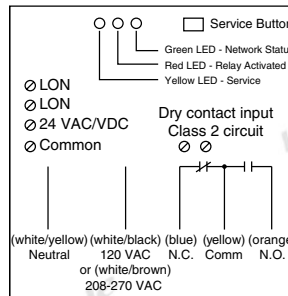 Service Button
Green LED - Network Statu
Red LED - Relay Activated
Yellow LED - Service
LON
LON
24 VAC/VDC
Common
Dry contact input
Class 2 circuit
(white/yellow) (white/black) (blue) (yellow) (orange
Neutral 120 VAC N.C. Comm N.O.
or (white/brown)
208-270 VAC